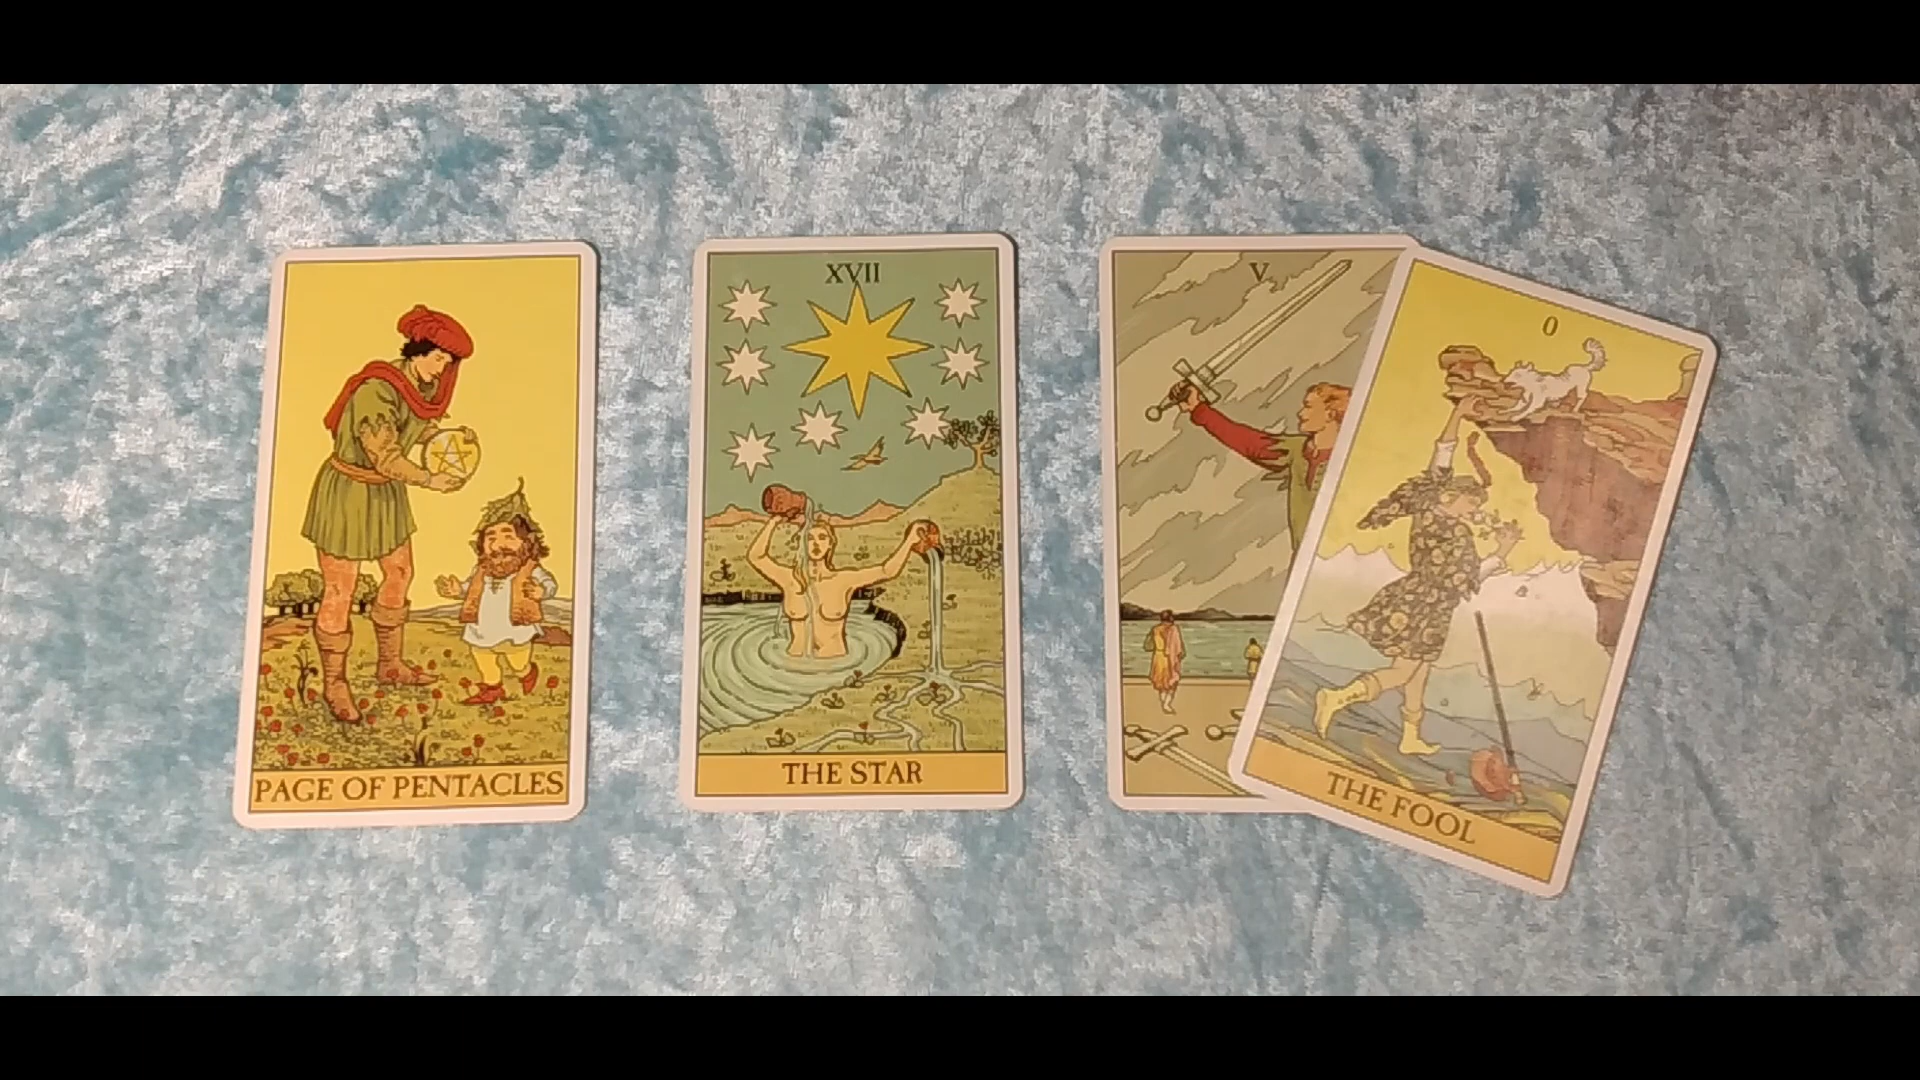 PAGE OF PENTACLES
XVII
THE STAR
V
0
THE FOOL